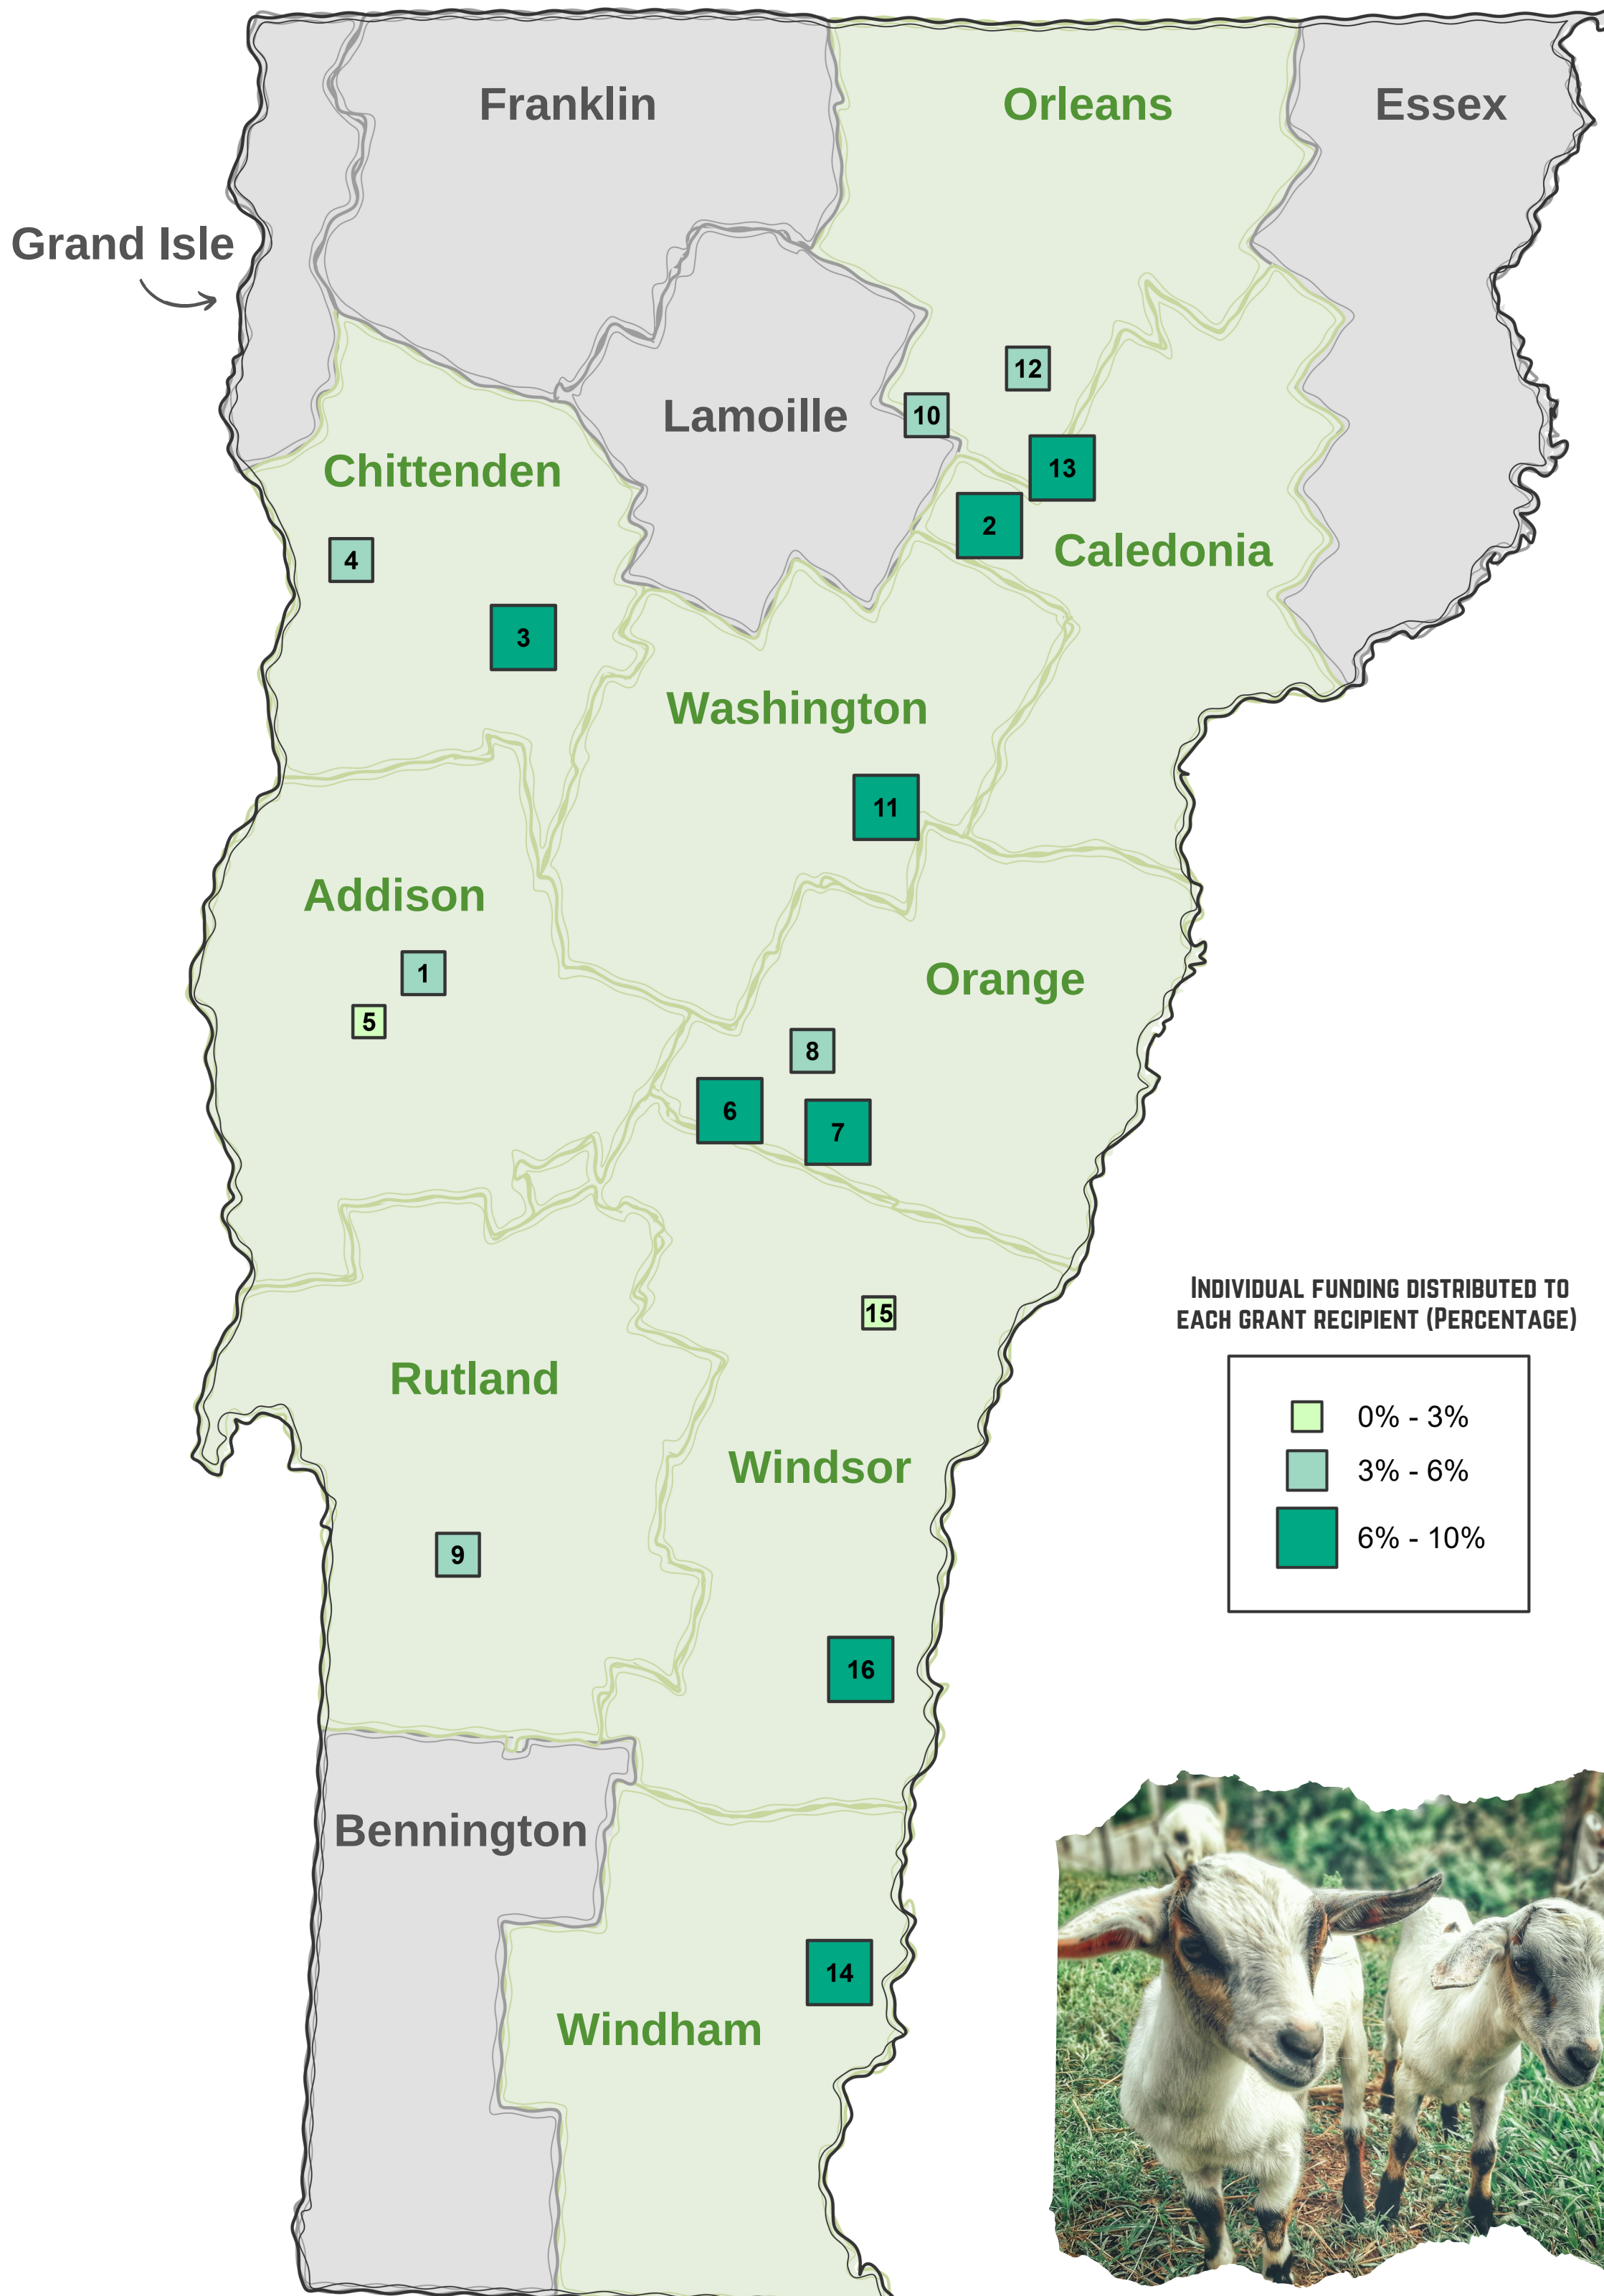 Franklin
Orleans
Essex
Grand Isle
12
10
Lamoille
Chittenden
13
2
Caledonia
4
3
Washington
11
Addison
1
Orange
5
8
6
7
INDIVIDUAL FUNDING DISTRIBUTED TO
EACH GRANT RECIPIENT (PERCENTAGE)
15
Rutland
0% - 3%
Windsor
3% - 6%
9
6% - 10%
16
Bennington
14
Windham